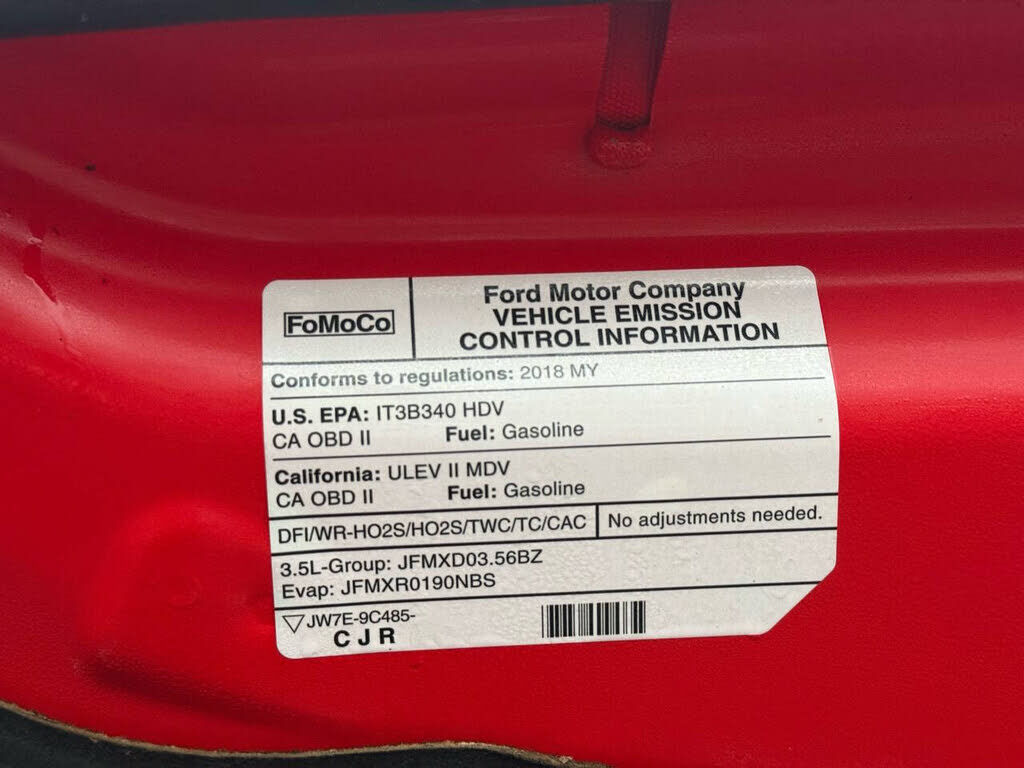 FoMoCo
Ford Motor Company
VEHICLE EMISSION
CONTROL INFORMATION
Conforms to regulations: 2018 MY
U.S. EPA: IT3B340 HDV
CA OBD II Fuel: Gasoline
California: ULEV II MDV
CA OBD II Fuel: Gasoline
DFI/WR-HO2S/HO2S/TWC/TC/CAC No adjustments needed.
3.5L-Group: JFMXD03.56BZ
Evap: JFMXR0190NBS
▽JW7E-9C485-
C J R